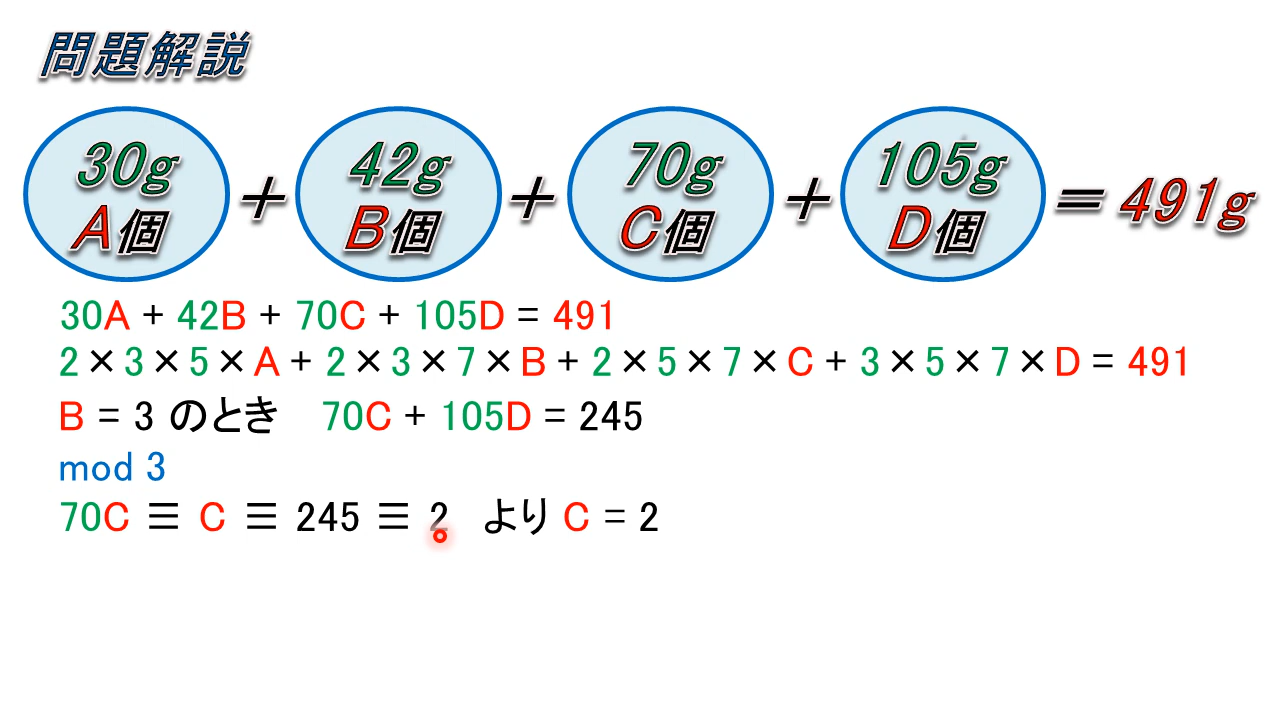 問題解説
30g + 42g + 70g + 105g = 491g
A個 B個 C個 D個
30A + 42B + 70C + 105D = 491
2×3×5×A + 2×3×7×B + 2×5×7×C + 3×5×7×D = 491
B = 3 のとき 70C + 105D = 245
mod 3
70C ≡ C ≡ 245 ≡ 2 より C = 2